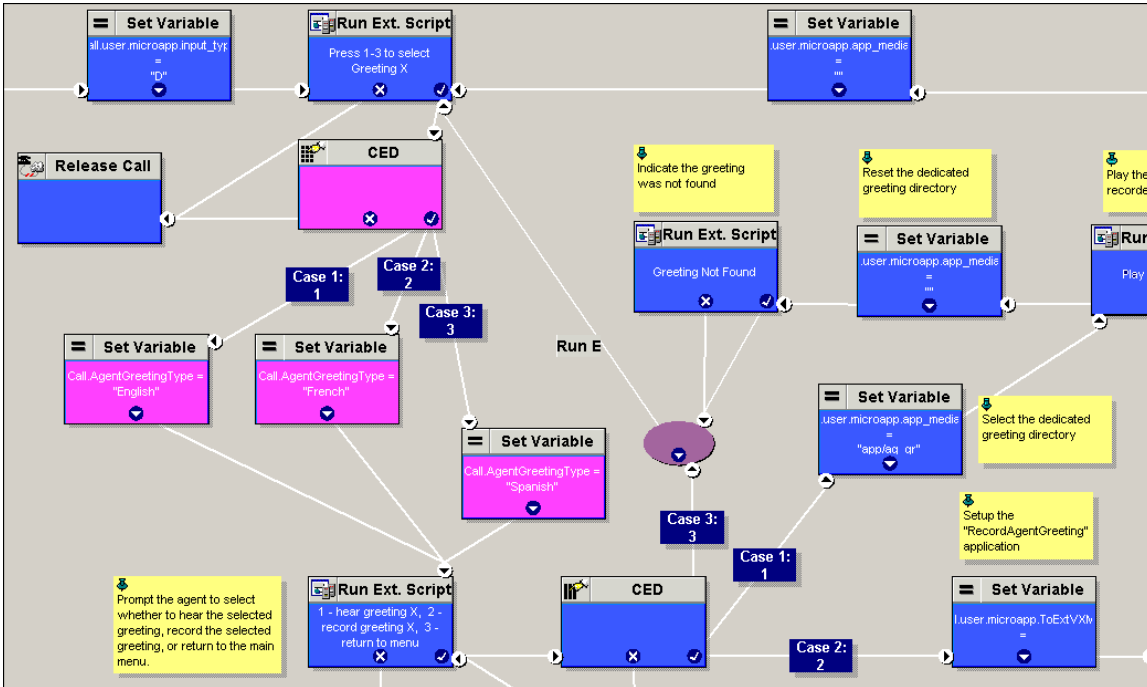 Set Variable
all.user.microapp.input_typ
=
"D"
Run Ext. Script
Press 1-3 to select
Greeting X
Set Variable
.user.microapp.app_media
=
""
Release Call
CED
Indicate the greeting
was not found
Reset the dedicated
greeting directory
Play the
recorde
Run Ext. Script
Greeting Not Found
Set Variable
.user.microapp.app_media
=
""
Run
Play
Case 1:
1
Case 2:
2
Case 3:
3
Set Variable
Call.AgentGreetingType =
"English"
Set Variable
Call.AgentGreetingType =
"French"
Run E
Set Variable
Call.AgentGreetingType =
"Spanish"
Set Variable
.user.microapp.app_media
=
"app/ag_gr"
Select the dedicated
greeting directory
Case 3:
3
Case 1:
1
Setup the
"RecordAgentGreeting"
application
Prompt the agent to select
whether to hear the selected
greeting, record the selected
greeting, or return to the main
menu.
Run Ext. Script
1 - hear greeting X, 2 -
record greeting X, 3 -
return to menu
CED
Case 2:
2
Set Variable
l.user.microapp.ToExtVXM
=